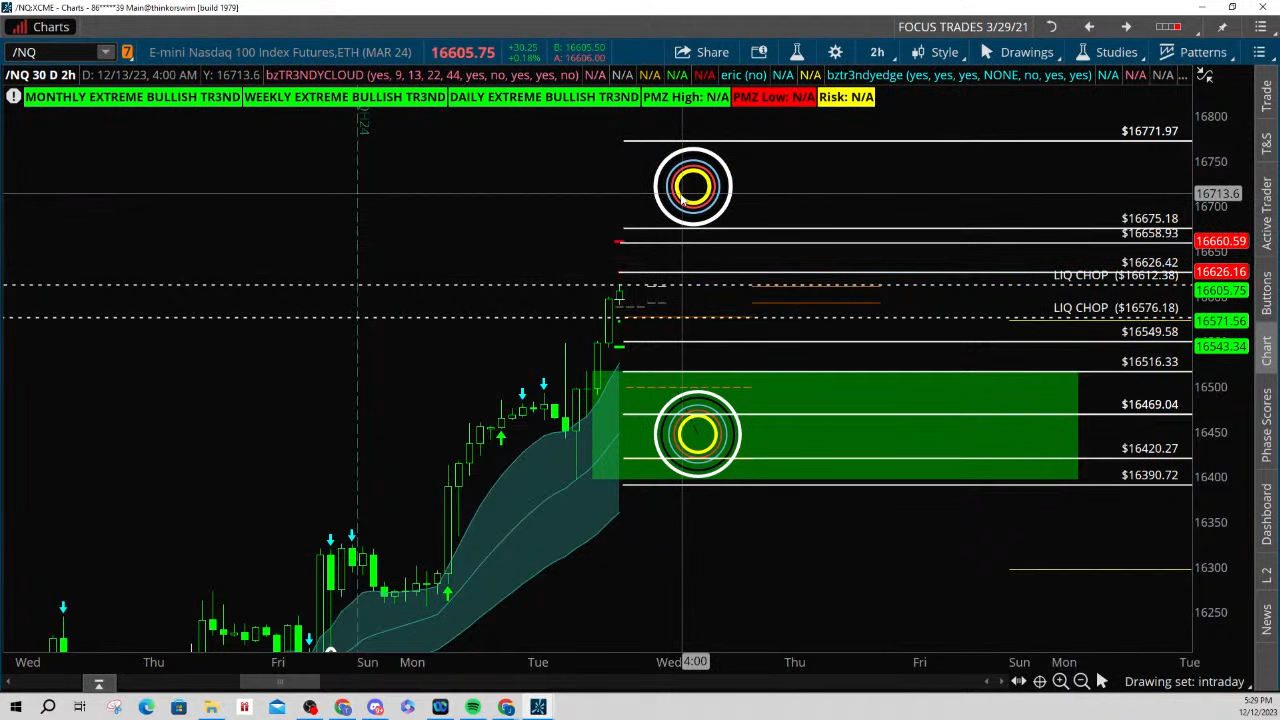 /NQ:XCME - Charts - 86*****39 Main@thinkorswim [build 1979]
Charts
FOCUS TRADES 3/29/21
/NQ
7
E-mini Nasdaq 100 Index Futures,ETH (MAR 24)
16605.75
+30.25
+0.18%
B: 16605.50
A: 16606.00
Share
2h
Style
Drawings
Studies
Patterns
/NQ 30 D 2h
D: 12/13/23, 4:00 AM
Y: 16713.6
bzTR3NDYCLOUD (yes, 9, 13, 22, 44, yes, no, yes, yes, no)
N/A
N/A
N/A
N/A
N/A
eric (no)
N/A
N/A
bztr3ndyedge (yes, yes, yes, NONE, no, yes, yes)
N/A
N/A
N/A
...
MONTHLY EXTREME BULLISH TR3ND
WEEKLY EXTREME BULLISH TR3ND
DAILY EXTREME BULLISH TR3ND
PMZ High: N/A
PMZ Low: N/A
Risk: N/A
16800
$16771.97
16750
16713.6
16700
$16675.18
$16658.93
16660.59
16650
$16626.42
16626.16
LIQ CHOP ($16612.38)
16605.75
LIQ CHOP ($16576.18)
16571.56
$16549.58
16543.34
$16516.33
16500
$16469.04
16450
$16420.27
$16390.72
16400
16350
16300
16250
Trade
T&S
Active Trader
Buttons
Chart
Phase Scores
Dashboard
L 2
News
Wed
Thu
Fri
Sun
Mon
Tue
Wed
4:00
Thu
Fri
Sun
Mon
Tue
Drawing set: intraday
5:29 PM
12/12/2023